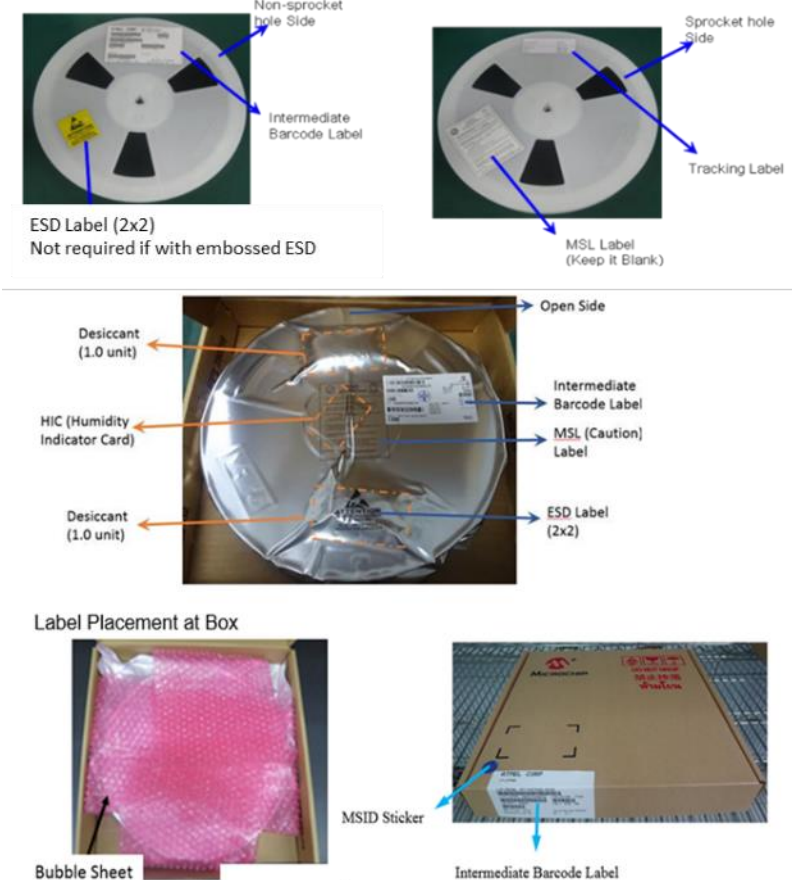 Non-sprocket
hole Side
Intermediate
Barcode Label
ESD Label (2x2)
Not required if with embossed ESD
Sprocket hole
Side
Tracking Label
MSL Label
(Keep it Blank)
Open Side
Desiccant
(1.0 unit)
Intermediate
Barcode Label
HIC (Humidity
Indicator Card)
MSL (Caution)
Label
Desiccant
(1.0 unit)
ESD Label
(2x2)
Label Placement at Box
MICROCHIP
ATMEL CORP
MSID Sticker
Bubble Sheet
Intermediate Barcode Label